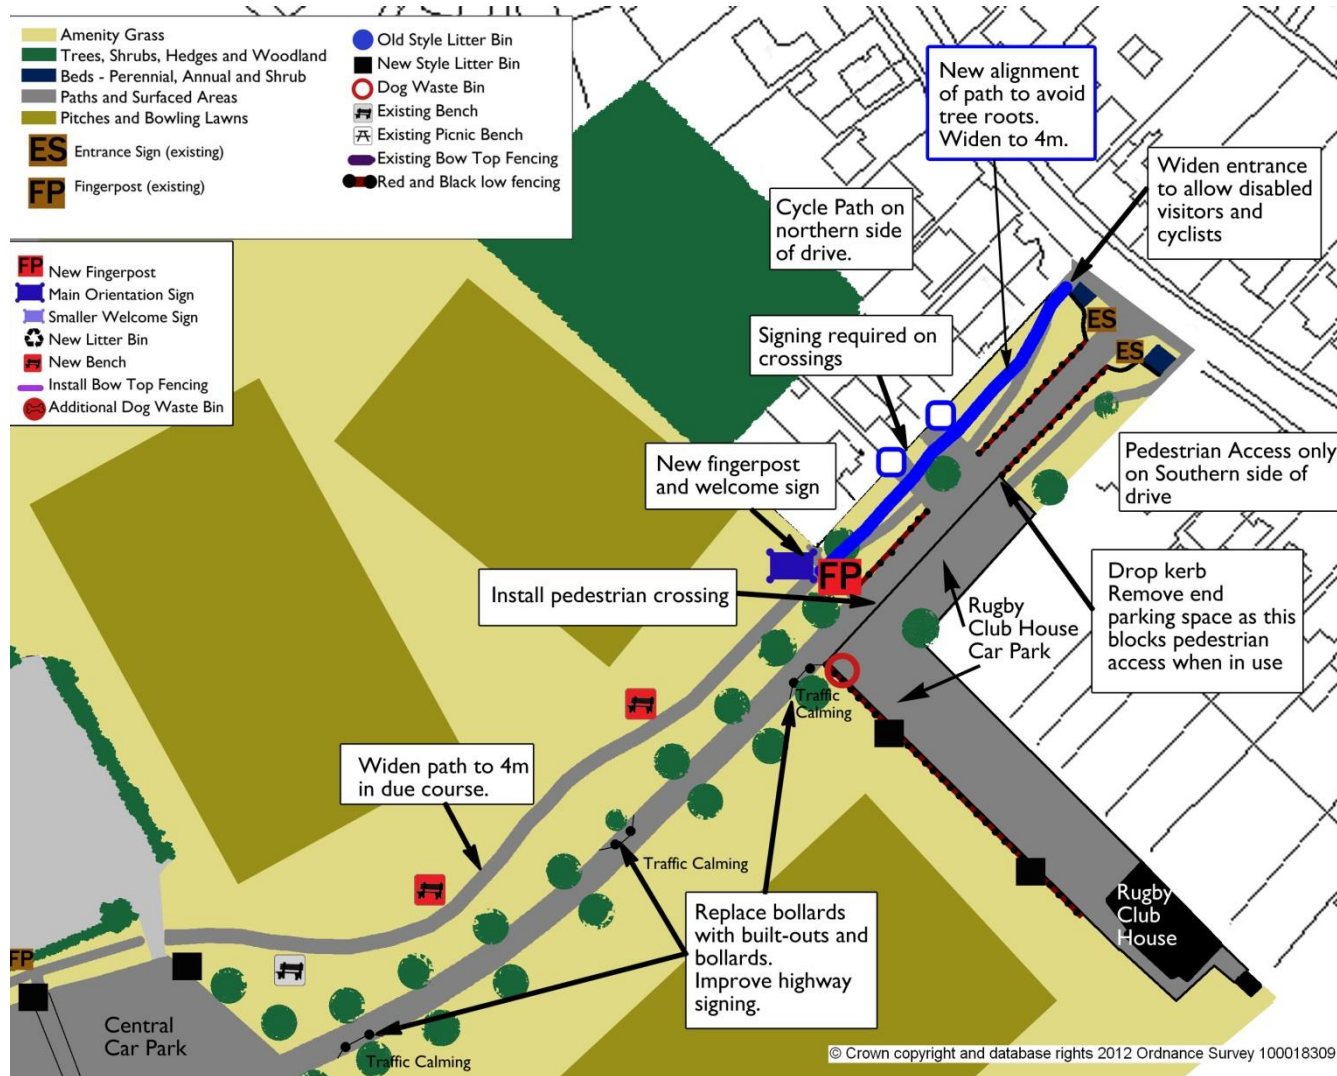 Amenity Grass
Trees, Shrubs, Hedges and Woodland
Beds - Perennial, Annual and Shrub
Paths and Surfaced Areas
Pitches and Bowling Lawns
ES Entrance Sign (existing)
FP Fingerpost (existing)
Old Style Litter Bin
New Style Litter Bin
Dog Waste Bin
Existing Bench
Existing Picnic Bench
Existing Bow Top Fencing
Red and Black low fencing
FP New Fingerpost
Main Orientation Sign
Smaller Welcome Sign
New Litter Bin
New Bench
Install Bow Top Fencing
Additional Dog Waste Bin
New alignment
of path to avoid
tree roots.
Widen to 4m.
Widen entrance
to allow disabled
visitors and
cyclists
Cycle Path on
northern side
of drive.
Signing required on
crossings
ES
ES
Pedestrian Access only
on Southern side of
drive
New fingerpost
and welcome sign
FP
Install pedestrian crossing
Drop kerb
Remove end
parking space as this
blocks pedestrian
access when in use
Rugby
Club House
Car Park
Traffic
Calming
Widen path to 4m
in due course.
Traffic Calming
Replace bollards
with built-outs and
bollards.
Improve highway
signing.
Rugby
Club
House
FP
Central
Car Park
Traffic Calming
© Crown copyright and database rights 2012 Ordnance Survey 100018309